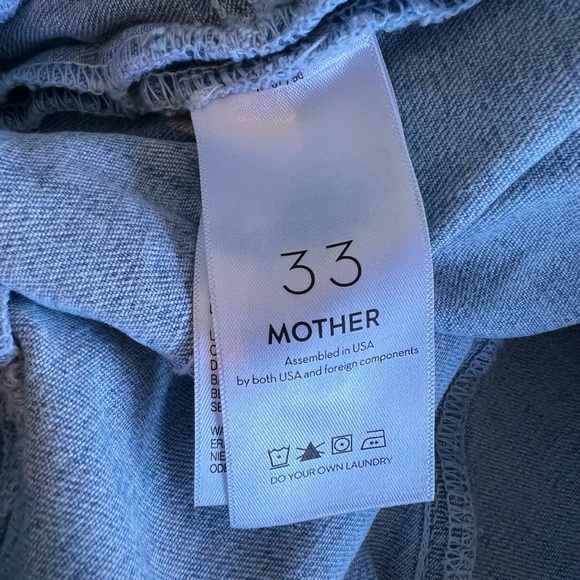 33
MOTHER
Assembled in USA
by both USA and foreign components
DO YOUR OWN LAUNDRY